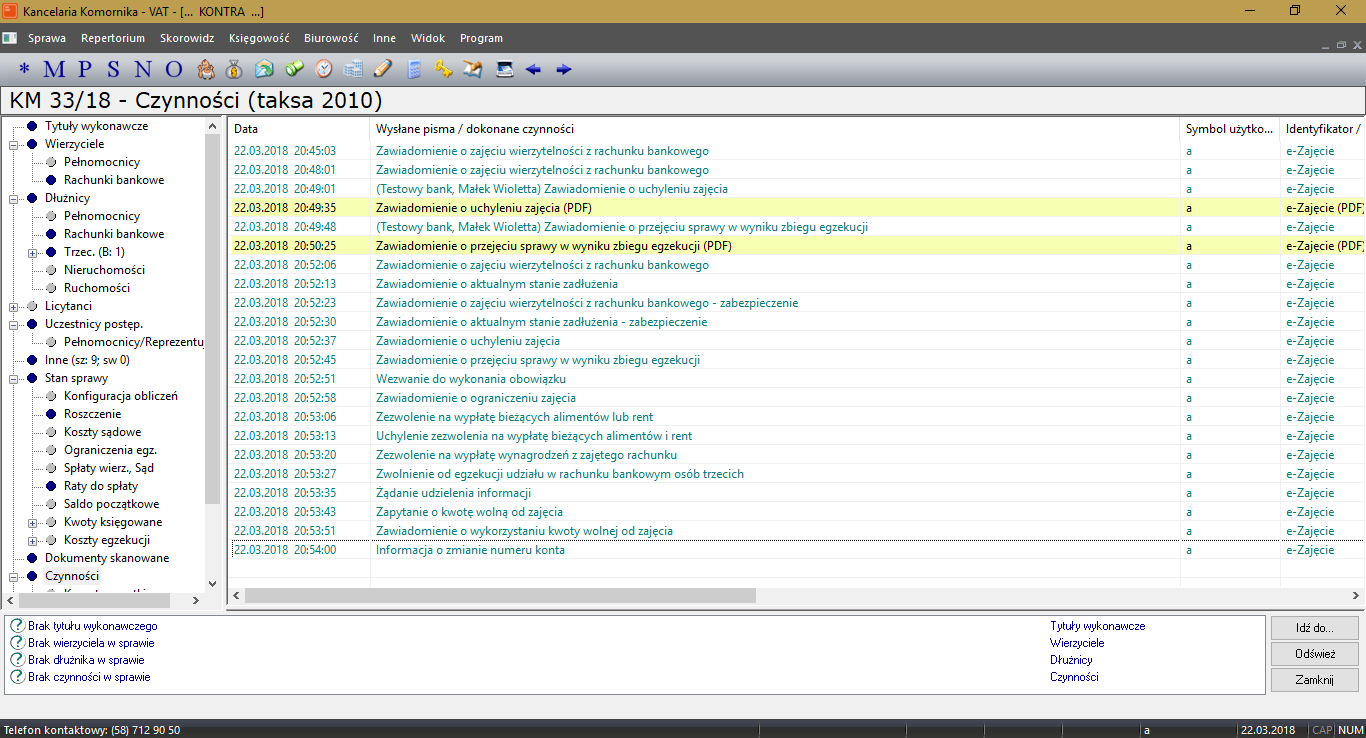 Kancelaria Komornika - VAT - [... KONTRA ...]
Sprawa Repertorium Skorowidz Księgowość Biurowość Inne Widok Program
* M P S N O
KM 33/18 - Czynności (taksa 2010)
Tytuły wykonawcze
Wierzyciele
Pełnomocnicy
Rachunki bankowe
Dłużnicy
Pełnomocnicy
Rachunki bankowe
Trzec. (B: 1)
Nieruchomości
Ruchomości
Licytanci
Uczestnicy postęp.
Pełnomocnicy/Reprezentu
Inne (sz: 9; sw 0)
Stan sprawy
Konfiguracja obliczeń
Roszczenie
Koszty sądowe
Ograniczenia egz.
Spłaty wierz., Sąd
Raty do spłaty
Saldo początkowe
Kwoty księgowane
Koszty egzekucji
Dokumenty skanowane
Czynności
Data Wysłane pisma / dokonane czynności Symbol użytko... Identyfikator /
22.03.2018 20:45:03 Zawiadomienie o zajęciu wierzytelności z rachunku bankowego a e-Zajęcie
22.03.2018 20:48:01 Zawiadomienie o zajęciu wierzytelności z rachunku bankowego a e-Zajęcie
22.03.2018 20:49:01 (Testowy bank, Małek Wioletta) Zawiadomienie o uchyleniu zajęcia a e-Zajęcie
22.03.2018 20:49:35 Zawiadomienie o uchyleniu zajęcia (PDF) a e-Zajęcie (PDF)
22.03.2018 20:49:48 (Testowy bank, Małek Wioletta) Zawiadomienie o przejęciu sprawy w wyniku zbiegu egzekucji a e-Zajęcie
22.03.2018 20:50:25 Zawiadomienie o przejęciu sprawy w wyniku zbiegu egzekucji (PDF) a e-Zajęcie (PDF)
22.03.2018 20:52:06 Zawiadomienie o zajęciu wierzytelności z rachunku bankowego a e-Zajęcie
22.03.2018 20:52:13 Zawiadomienie o aktualnym stanie zadłużenia a e-Zajęcie
22.03.2018 20:52:23 Zawiadomienie o zajęciu wierzytelności z rachunku bankowego - zabezpieczenie a e-Zajęcie
22.03.2018 20:52:30 Zawiadomienie o aktualnym stanie zadłużenia - zabezpieczenie a e-Zajęcie
22.03.2018 20:52:37 Zawiadomienie o uchyleniu zajęcia a e-Zajęcie
22.03.2018 20:52:45 Zawiadomienie o przejęciu sprawy w wyniku zbiegu egzekucji a e-Zajęcie
22.03.2018 20:52:51 Wezwanie do wykonania obowiązku a e-Zajęcie
22.03.2018 20:52:58 Zawiadomienie o ograniczeniu zajęcia a e-Zajęcie
22.03.2018 20:53:06 Zezwolenie na wypłatę bieżących alimentów lub rent a e-Zajęcie
22.03.2018 20:53:13 Uchylenie zezwolenia na wypłatę bieżących alimentów i rent a e-Zajęcie
22.03.2018 20:53:20 Zezwolenie na wypłatę wynagrodzeń z zajętego rachunku a e-Zajęcie
22.03.2018 20:53:27 Zwolnienie od egzekucji udziału w rachunku bankowym osób trzecich a e-Zajęcie
22.03.2018 20:53:35 Żądanie udzielenia informacji a e-Zajęcie
22.03.2018 20:53:43 Zapytanie o kwotę wolną od zajęcia a e-Zajęcie
22.03.2018 20:53:51 Zawiadomienie o wykorzystaniu kwoty wolnej od zajęcia a e-Zajęcie
22.03.2018 20:54:00 Informacja o zmianie numeru konta a e-Zajęcie
Brak tytułu wykonawczego Tytuły wykonawcze
Brak wierzyciela w sprawie Wierzyciele
Brak dłużnika w sprawie Dłużnicy
Brak czynności w sprawie Czynności
Idź do...
Odśwież
Zamknij
Telefon kontaktowy: (58) 712 90 50 a 22.03.2018 CAP NUM